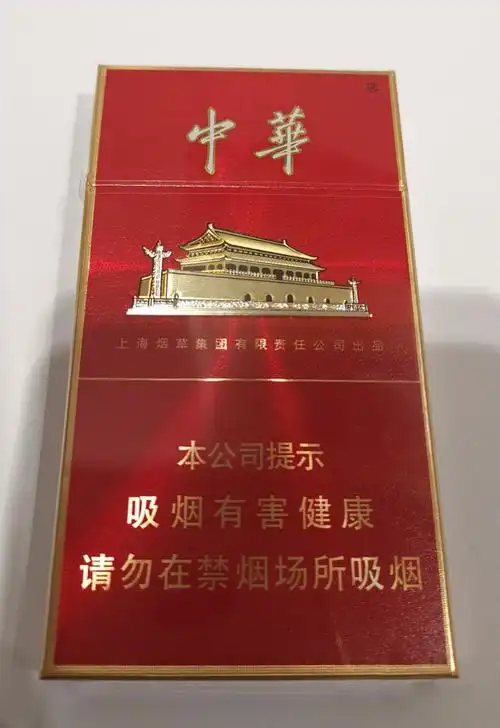 中華
上海烟草集团有限责任公司出品
本公司提示
吸烟有害健康
请勿在禁烟场所吸烟